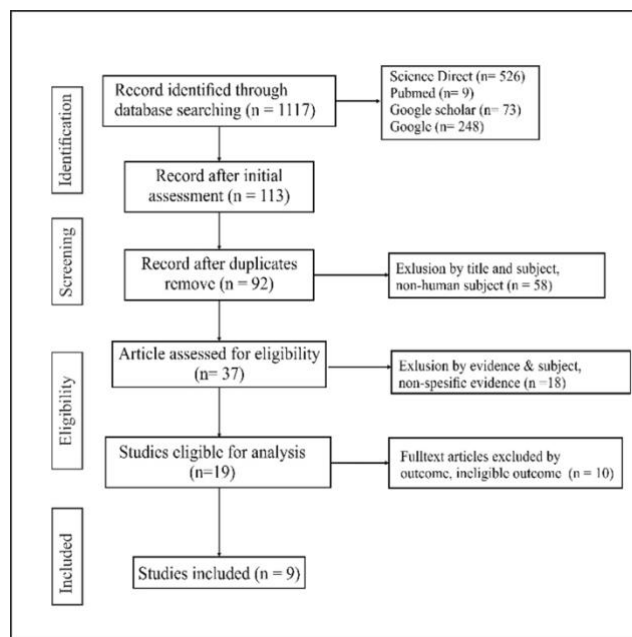 Identification
Record identified through
database searching (n = 1117)
Science Direct (n= 526)
Pubmed (n= 9)
Google scholar (n= 73)
Google (n= 248)
Record after initial
assessment (n = 113)
Screening
Record after duplicates
remove (n = 92)
Exlusion by title and subject,
non-human subject (n = 58)
Eligibility
Article assessed for eligibility
(n= 37)
Exlusion by evidence & subject,
non-spesific evidence (n =18)
Studies eligible for analysis
(n=19)
Fulltext articles excluded by
outcome, ineligible outcome (n = 10)
Included
Studies included (n = 9)